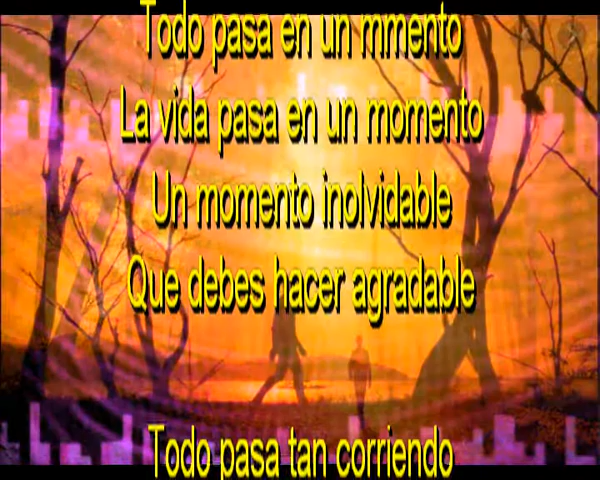 Todo pasa en un mmento
La vida pasa en un momento
Un momento inolvidable
Que debes hacer agradable
Todo pasa tan corriendo